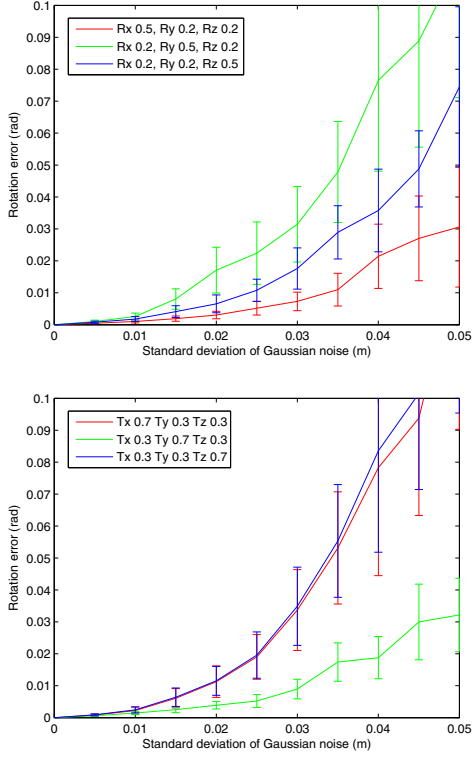 0.1
0.09
0.08
0.07
0.06
0.05
0.04
0.03
0.02
0.01
0
Rotation error (rad)
Rx 0.5, Ry 0.2, Rz 0.2
Rx 0.2, Ry 0.5, Rz 0.2
Rx 0.2, Ry 0.2, Rz 0.5
0 0.01 0.02 0.03 0.04 0.05
Standard deviation of Gaussian noise (m)
0.1
0.09
0.08
0.07
0.06
0.05
0.04
0.03
0.02
0.01
0
Rotation error (rad)
Tx 0.7 Ty 0.3 Tz 0.3
Tx 0.3 Ty 0.7 Tz 0.3
Tx 0.3 Ty 0.3 Tz 0.7
0 0.01 0.02 0.03 0.04 0.05
Standard deviation of Gaussian noise (m)